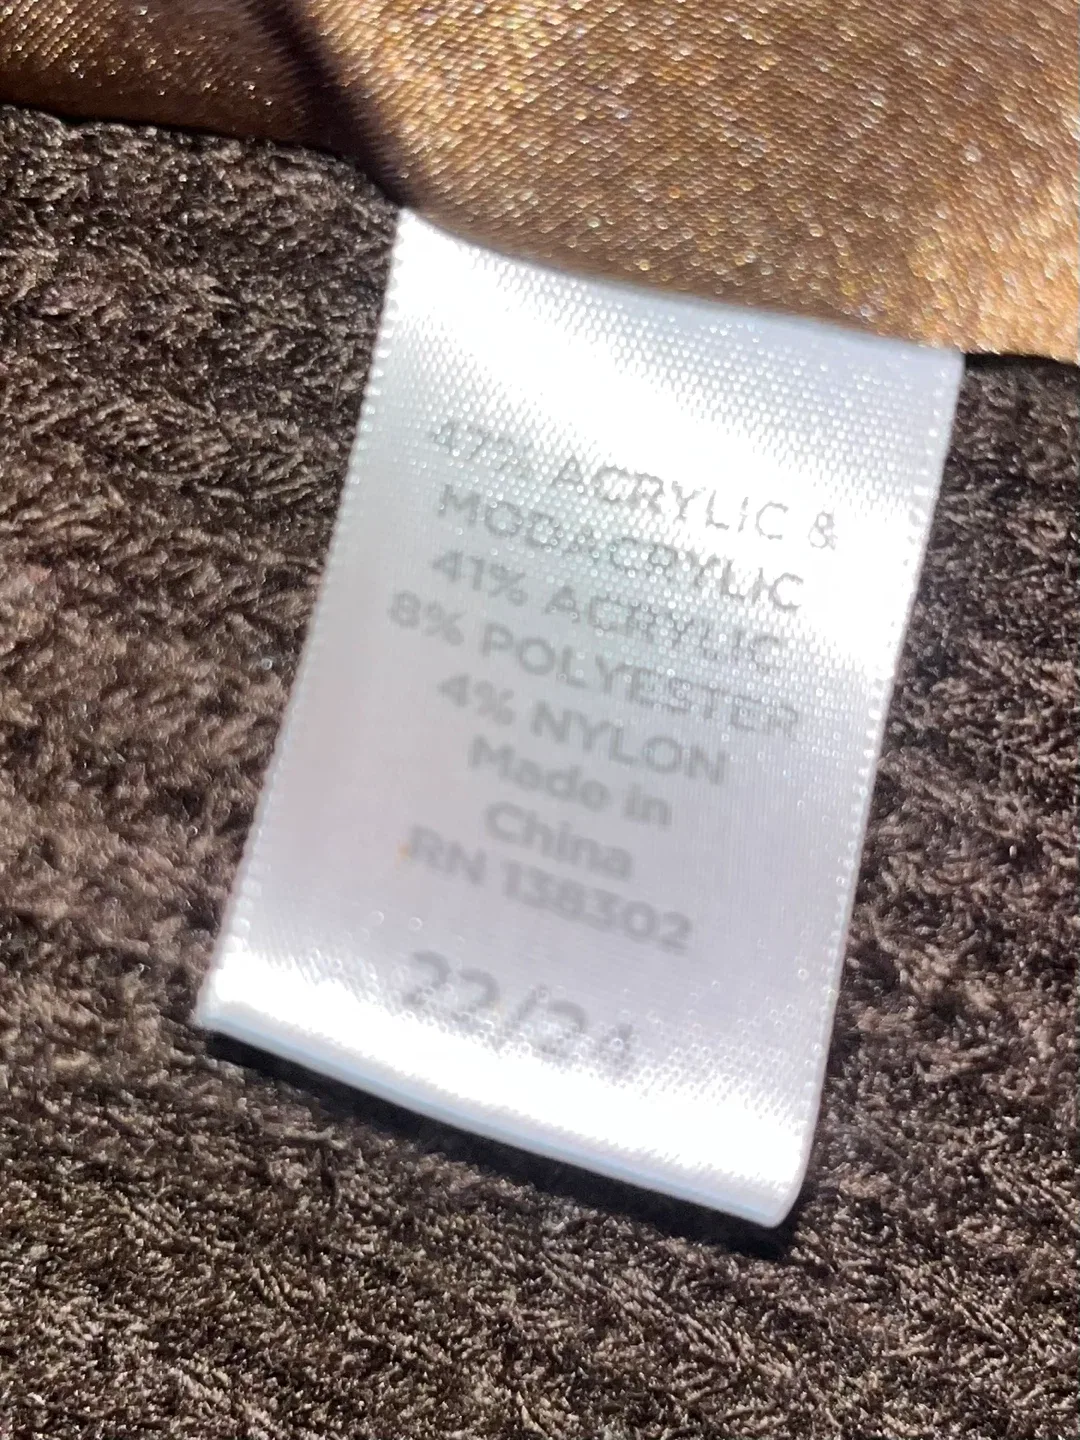 47% ACRYLIC &
MODACRYLIC
41% ACRYLIC
8% POLYESTER
4% NYLON
Made in
China
RN 138302
22/24